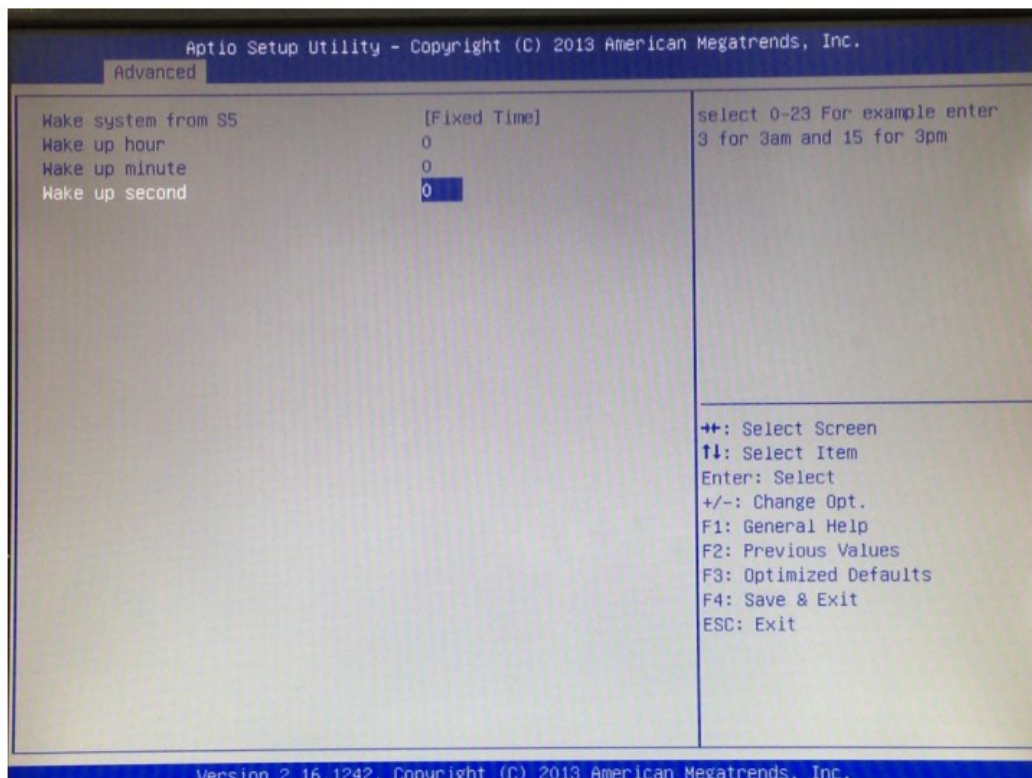 Aptio Setup Utility – Copyright (C) 2013 American Megatrends, Inc.
Advanced
Wake system from S5 [Fixed Time]
Wake up hour 0
Wake up minute 0
Wake up second 0
select 0-23 For example enter
3 for 3am and 15 for 3pm
→←: Select Screen
↑↓: Select Item
Enter: Select
+/-: Change Opt.
F1: General Help
F2: Previous Values
F3: Optimized Defaults
F4: Save & Exit
ESC: Exit
Version 2.16.1242. Copyright (C) 2013 American Megatrends, Inc.